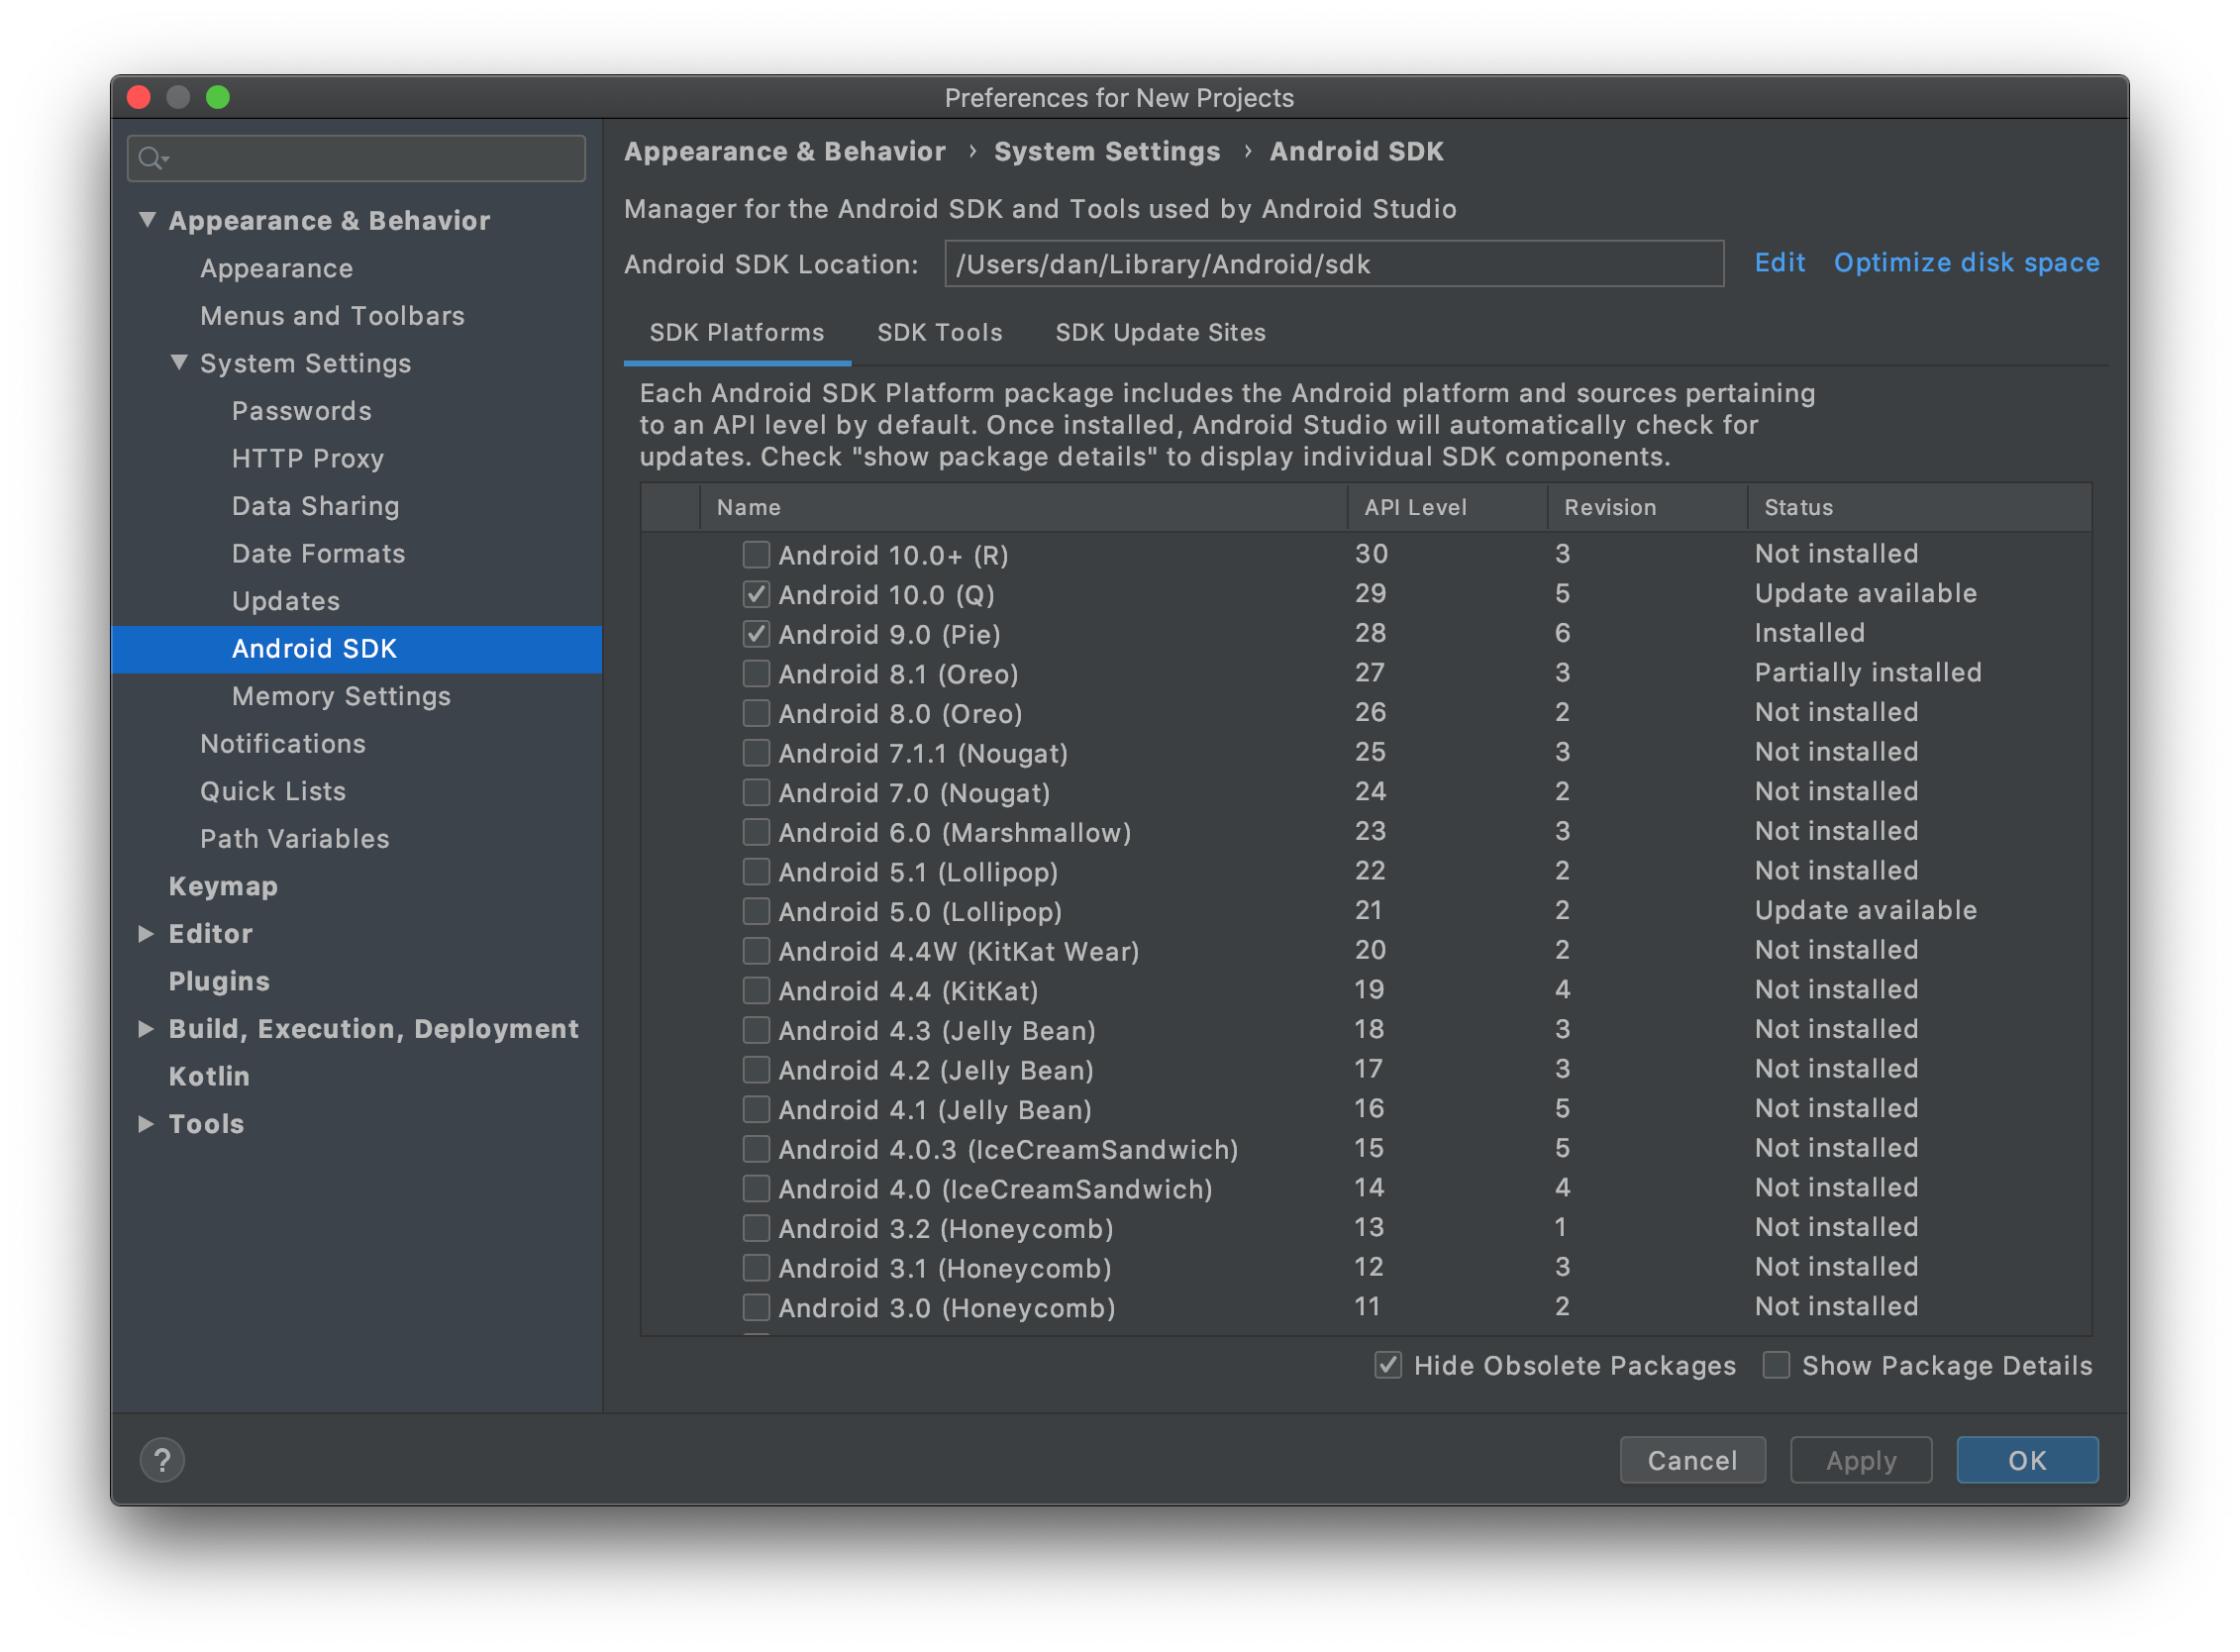 Preferences for New Projects
Appearance & Behavior
Appearance
Menus and Toolbars
System Settings
Passwords
HTTP Proxy
Data Sharing
Date Formats
Updates
Android SDK
Memory Settings
Notifications
Quick Lists
Path Variables
Keymap
Editor
Plugins
Build, Execution, Deployment
Kotlin
Tools
Appearance & Behavior › System Settings › Android SDK
Manager for the Android SDK and Tools used by Android Studio
Android SDK Location: /Users/dan/Library/Android/sdk Edit Optimize disk space
SDK Platforms SDK Tools SDK Update Sites
Each Android SDK Platform package includes the Android platform and sources pertaining
to an API level by default. Once installed, Android Studio will automatically check for
updates. Check "show package details" to display individual SDK components.
Name API Level Revision Status
Android 10.0+ (R) 30 3 Not installed
Android 10.0 (Q) 29 5 Update available
Android 9.0 (Pie) 28 6 Installed
Android 8.1 (Oreo) 27 3 Partially installed
Android 8.0 (Oreo) 26 2 Not installed
Android 7.1.1 (Nougat) 25 3 Not installed
Android 7.0 (Nougat) 24 2 Not installed
Android 6.0 (Marshmallow) 23 3 Not installed
Android 5.1 (Lollipop) 22 2 Not installed
Android 5.0 (Lollipop) 21 2 Update available
Android 4.4W (KitKat Wear) 20 2 Not installed
Android 4.4 (KitKat) 19 4 Not installed
Android 4.3 (Jelly Bean) 18 3 Not installed
Android 4.2 (Jelly Bean) 17 3 Not installed
Android 4.1 (Jelly Bean) 16 5 Not installed
Android 4.0.3 (IceCreamSandwich) 15 5 Not installed
Android 4.0 (IceCreamSandwich) 14 4 Not installed
Android 3.2 (Honeycomb) 13 1 Not installed
Android 3.1 (Honeycomb) 12 3 Not installed
Android 3.0 (Honeycomb) 11 2 Not installed
Hide Obsolete Packages Show Package Details
? Cancel Apply OK